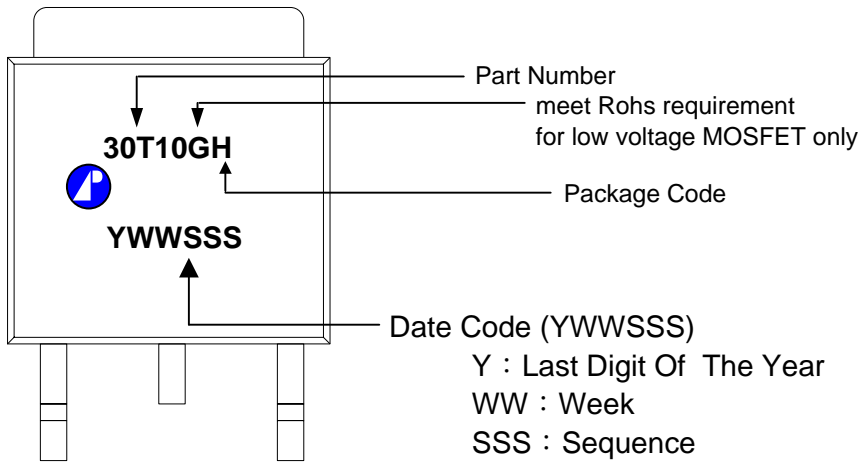 Part Number
meet Rohs requirement
for low voltage MOSFET only
30T10GH
Package Code
YWWSSS
Date Code (YWWSSS)
Y：Last Digit Of The Year
WW：Week
SSS：Sequence